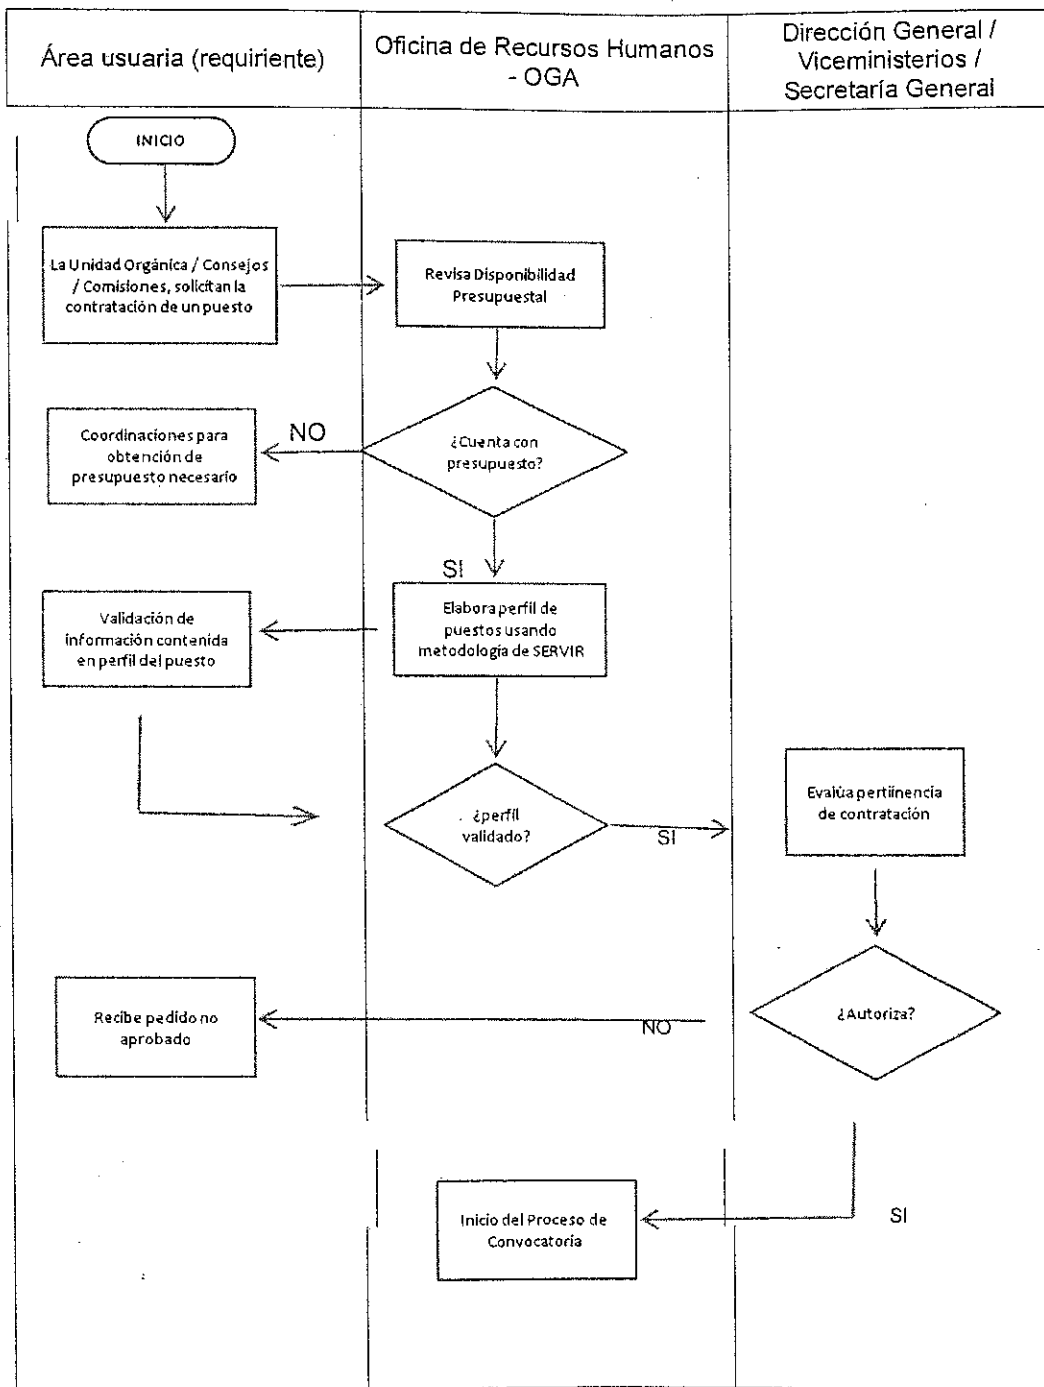 Área usuaria (requiriente)
Oficina de Recursos Humanos
- OGA
Dirección General /
Viceministerios /
Secretaría General
INICIO
La Unidad Orgánica / Consejos
/ Comisiones, solicitan la
contratación de un puesto
Revisa Disponibilidad
Presupuestal
Coordinaciones para
obtención de
presupuesto necesario
NO
¿Cuenta con
presupuesto?
SI
Validación de
información contenida
en perfil del puesto
Elabora perfil de
puestos usando
metodología de SERVIR
¿perfil
validado?
SI
Evalúa pertiinencia
de contratación
Recibe pedido no
aprobado
NO
¿Autoriza?
Inicio del Proceso de
Convocatoria
SI